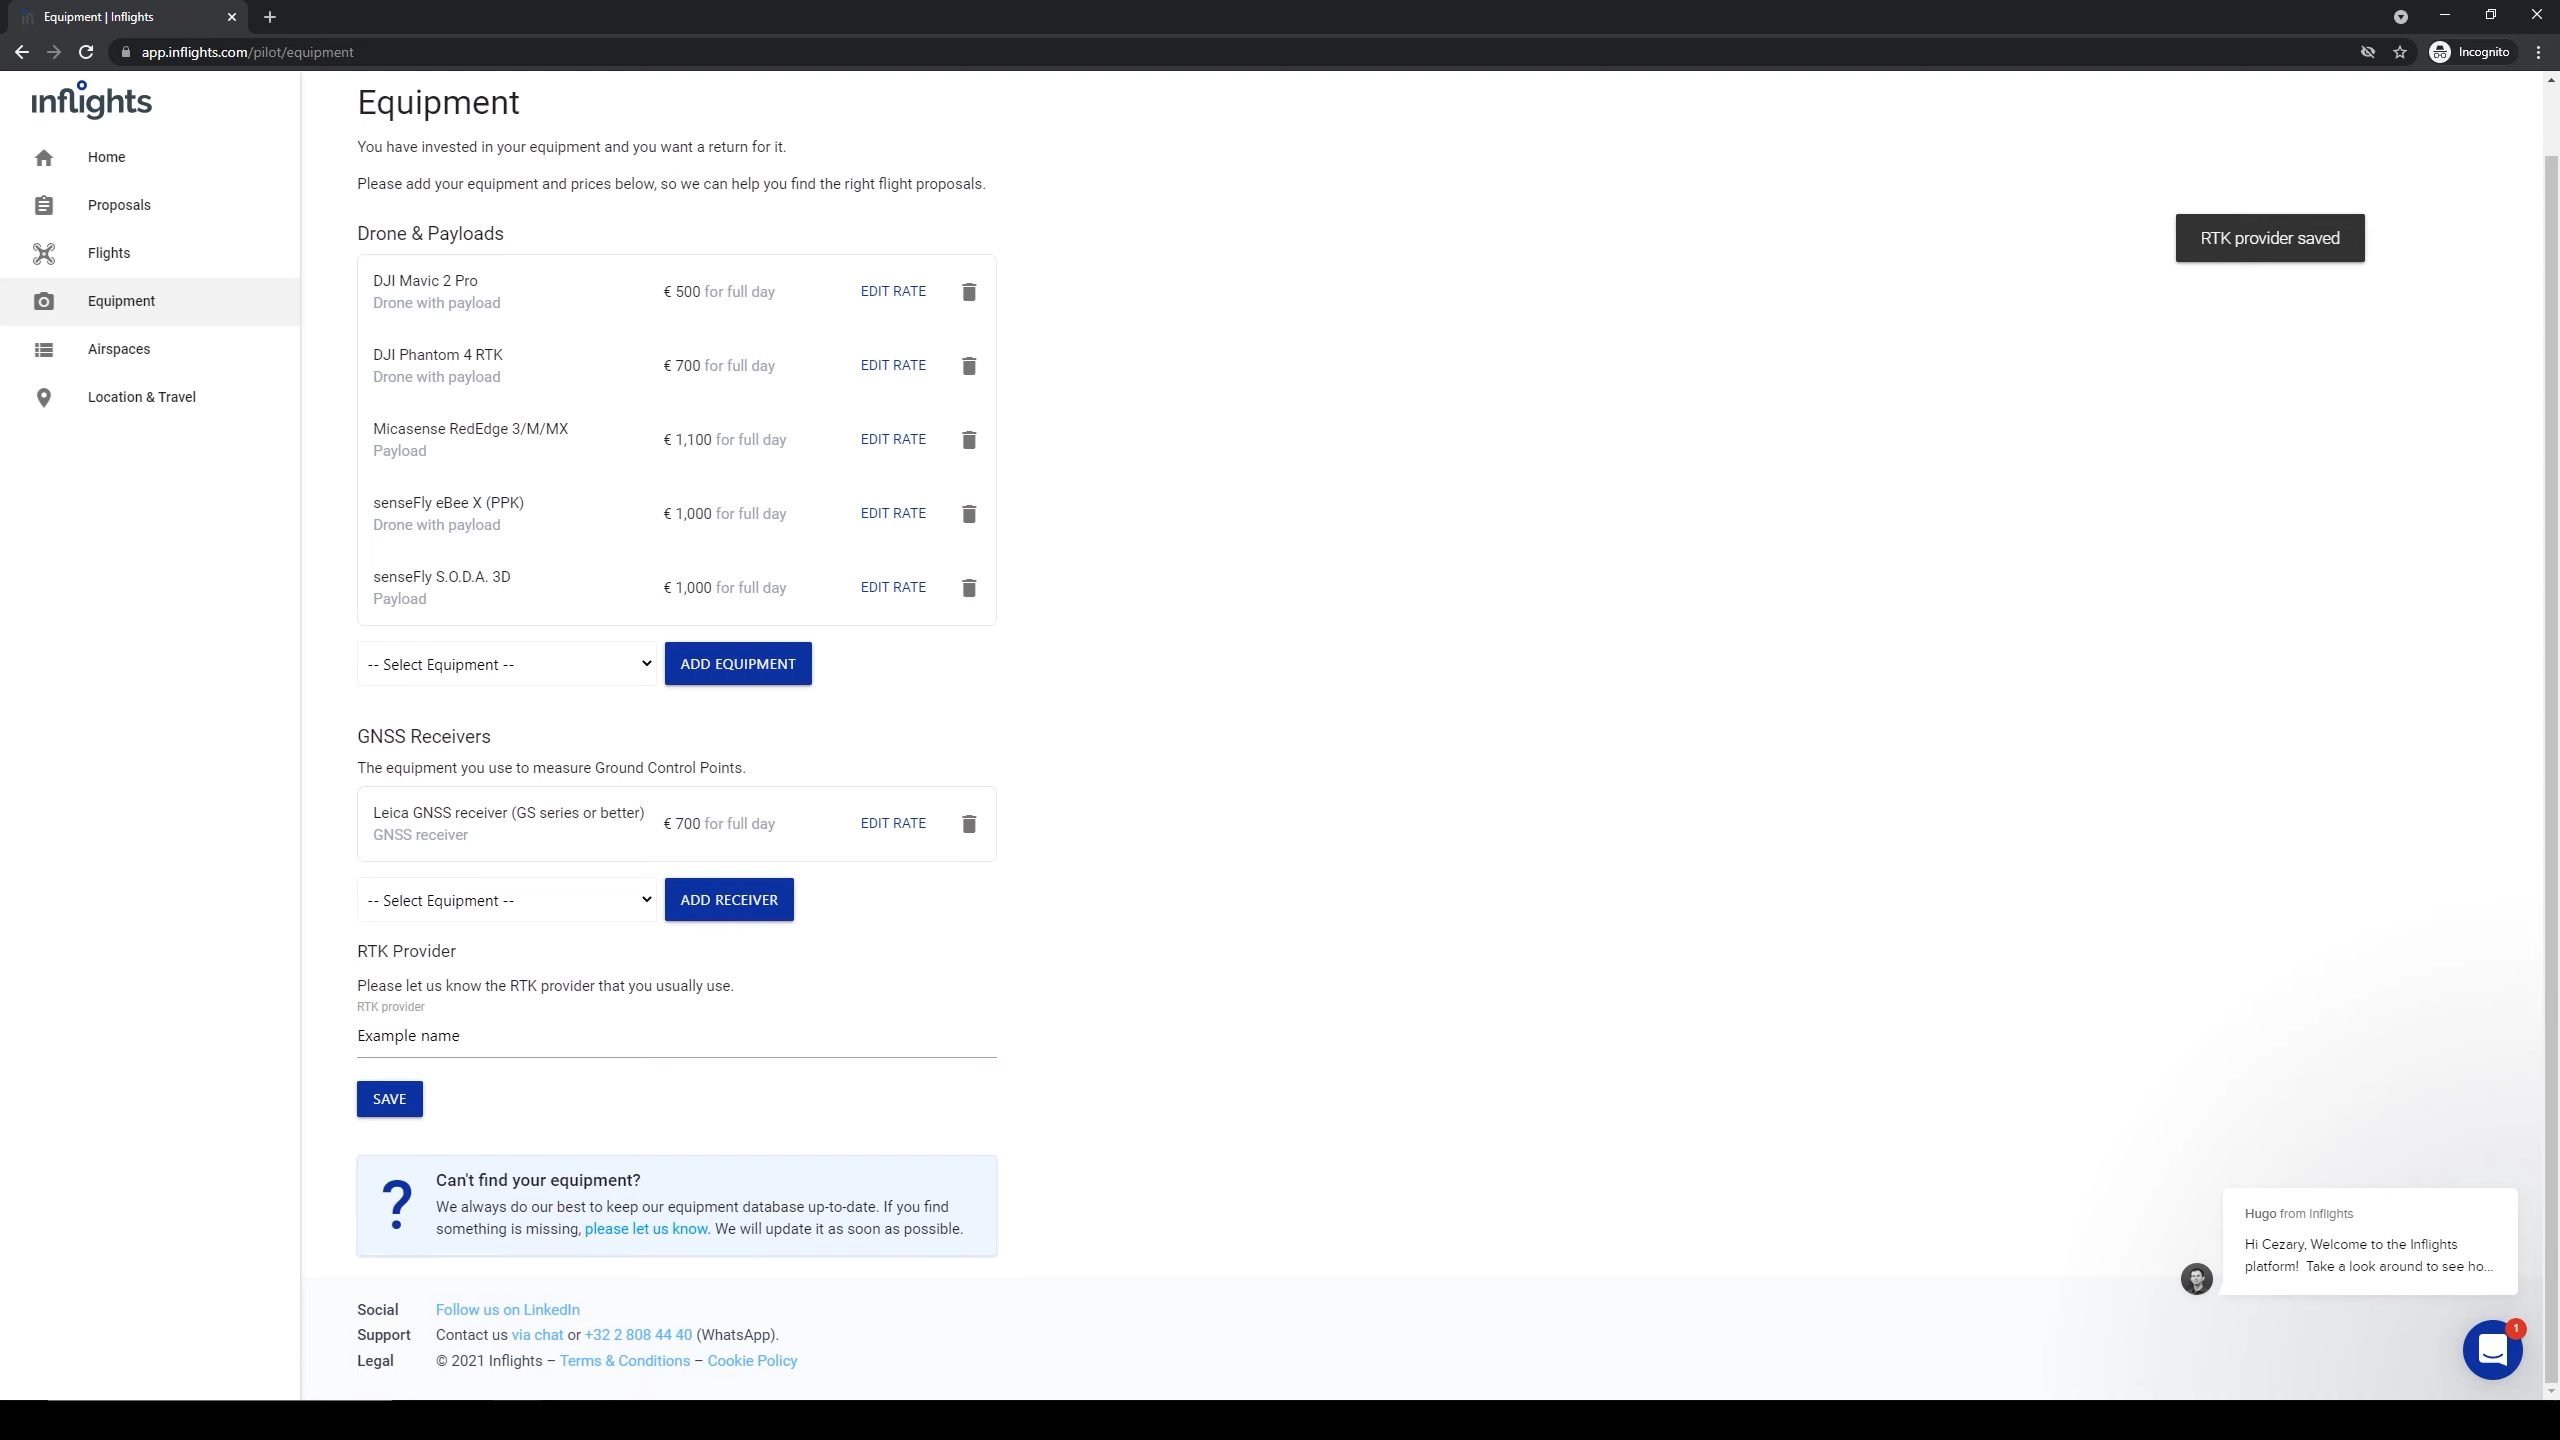 Equipment | Inflights
app.inflights.com/pilot/equipment
Incognito
inflights
Home
Proposals
Flights
Equipment
Airspaces
Location & Travel
Equipment
You have invested in your equipment and you want a return for it.
Please add your equipment and prices below, so we can help you find the right flight proposals.
RTK provider saved
Drone & Payloads
DJI Mavic 2 Pro
Drone with payload
€ 500 for full day
EDIT RATE
DJI Phantom 4 RTK
Drone with payload
€ 700 for full day
EDIT RATE
Micasense RedEdge 3/M/MX
Payload
€ 1,100 for full day
EDIT RATE
senseFly eBee X (PPK)
Drone with payload
€ 1,000 for full day
EDIT RATE
senseFly S.O.D.A. 3D
Payload
€ 1,000 for full day
EDIT RATE
-- Select Equipment --
ADD EQUIPMENT
GNSS Receivers
The equipment you use to measure Ground Control Points.
Leica GNSS receiver (GS series or better)
GNSS receiver
€ 700 for full day
EDIT RATE
-- Select Equipment --
ADD RECEIVER
RTK Provider
Please let us know the RTK provider that you usually use.
RTK provider
Example name
SAVE
?
Can't find your equipment?
We always do our best to keep our equipment database up-to-date. If you find
something is missing, please let us know. We will update it as soon as possible.
Hugo from Inflights
Hi Cezary, Welcome to the Inflights
platform! Take a look around to see ho...
1
Social Follow us on LinkedIn
Support Contact us via chat or +32 2 808 44 40 (WhatsApp).
Legal © 2021 Inflights – Terms & Conditions – Cookie Policy